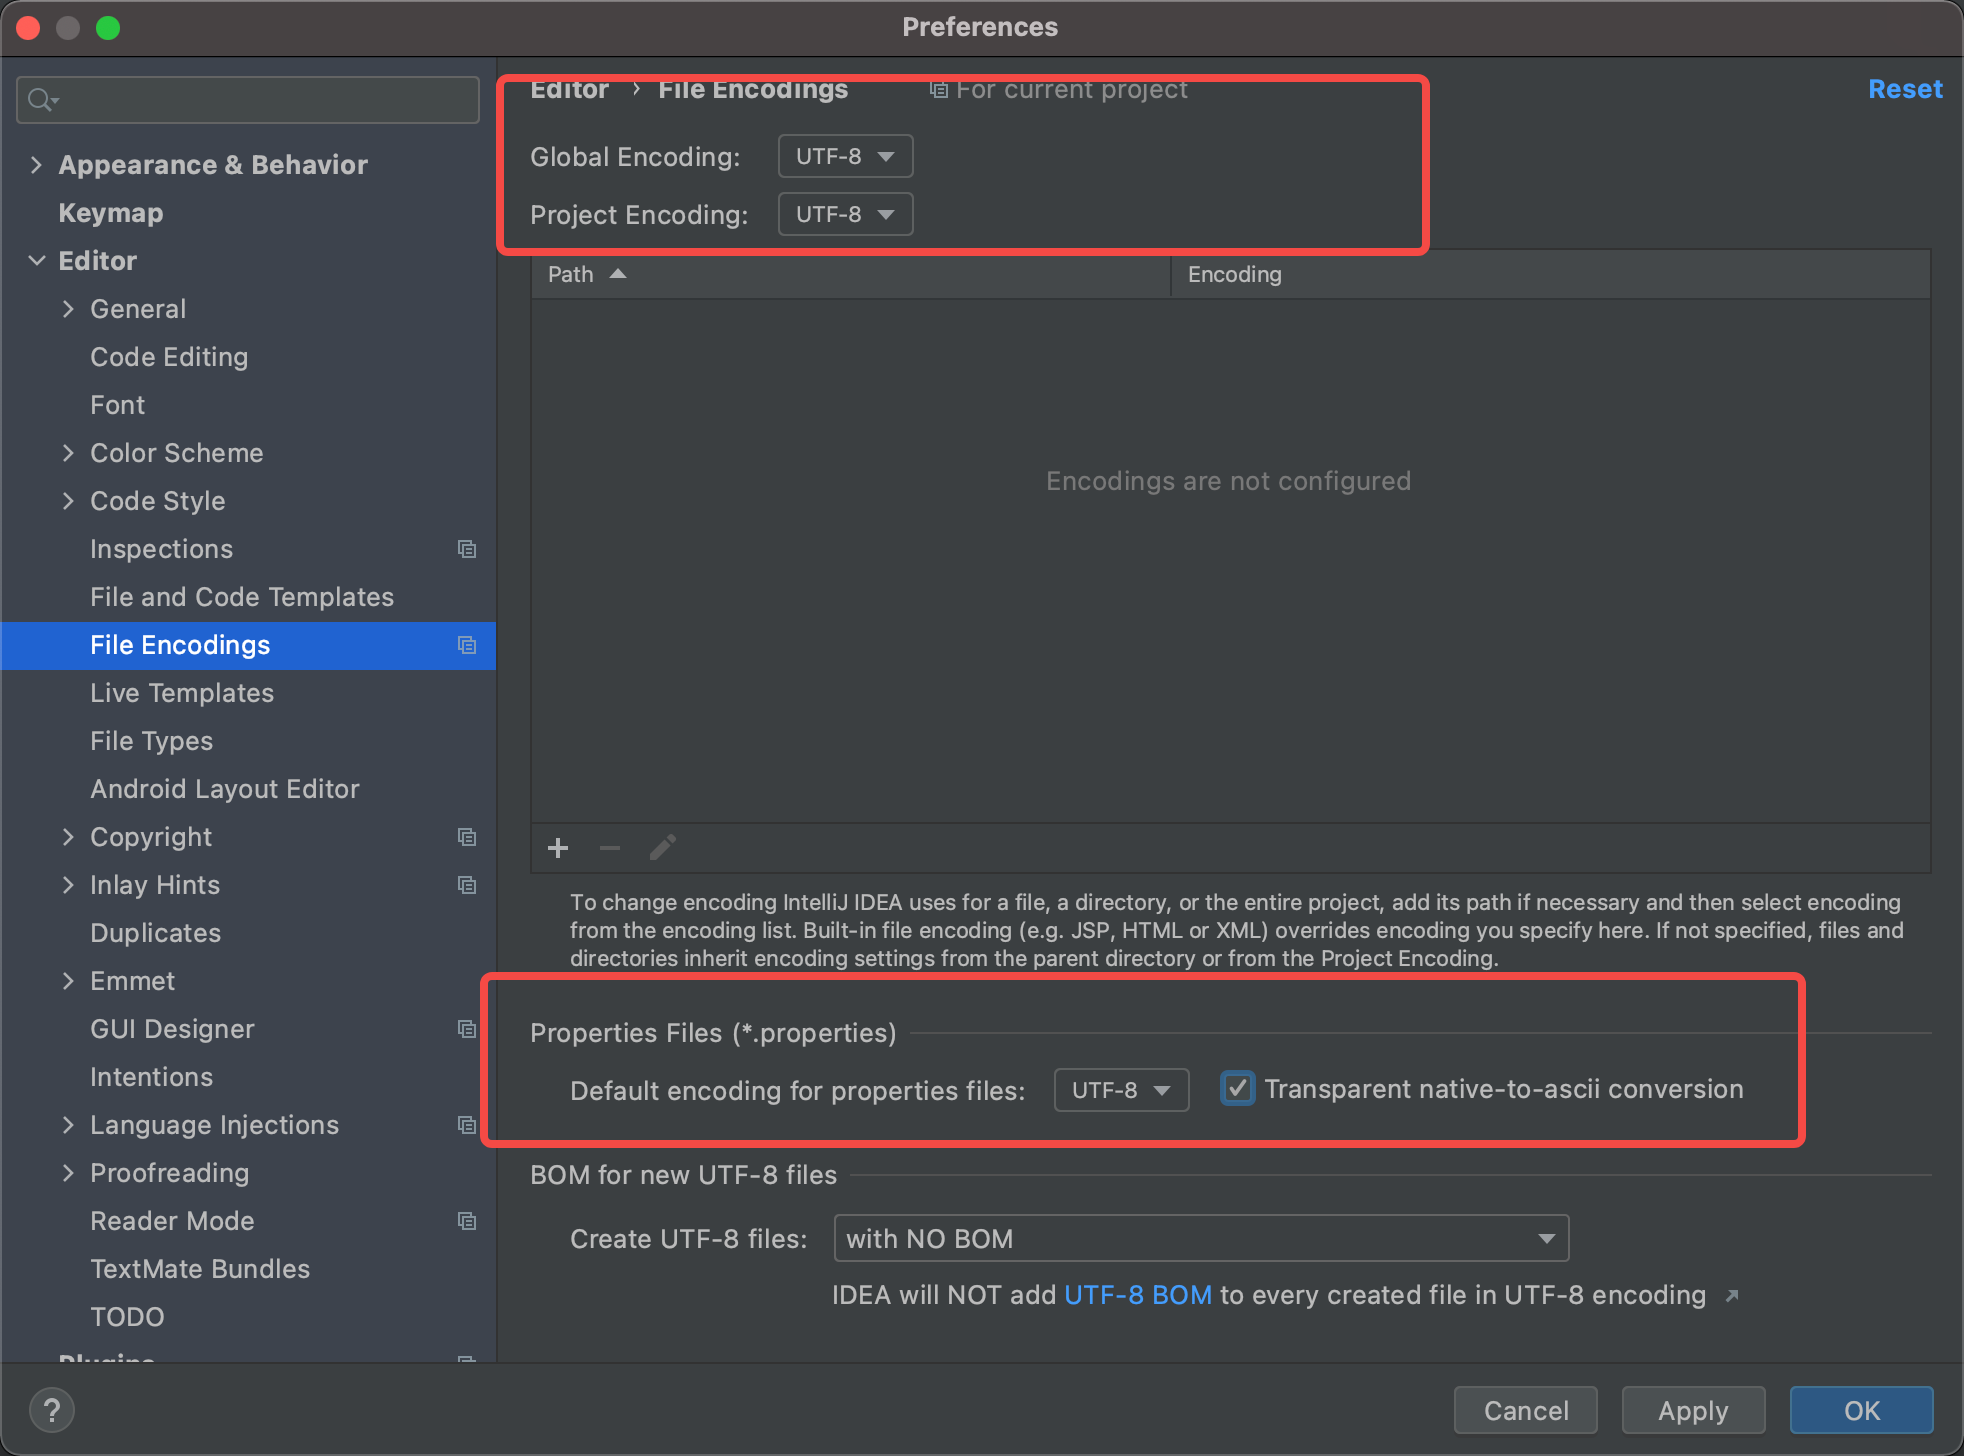 Preferences
Editor › File Encodings For current project
Reset
Global Encoding: UTF-8
Project Encoding: UTF-8
Path Encoding
Encodings are not configured
To change encoding IntelliJ IDEA uses for a file, a directory, or the entire project, add its path if necessary and then select encoding
from the encoding list. Built-in file encoding (e.g. JSP, HTML or XML) overrides encoding you specify here. If not specified, files and
directories inherit encoding settings from the parent directory or from the Project Encoding.
Properties Files (*.properties)
Default encoding for properties files: UTF-8 Transparent native-to-ascii conversion
BOM for new UTF-8 files
Create UTF-8 files: with NO BOM
IDEA will NOT add UTF-8 BOM to every created file in UTF-8 encoding
Appearance & Behavior
Keymap
Editor
General
Code Editing
Font
Color Scheme
Code Style
Inspections
File and Code Templates
File Encodings
Live Templates
File Types
Android Layout Editor
Copyright
Inlay Hints
Duplicates
Emmet
GUI Designer
Intentions
Language Injections
Proofreading
Reader Mode
TextMate Bundles
TODO
Plugins
?
Cancel
Apply
OK